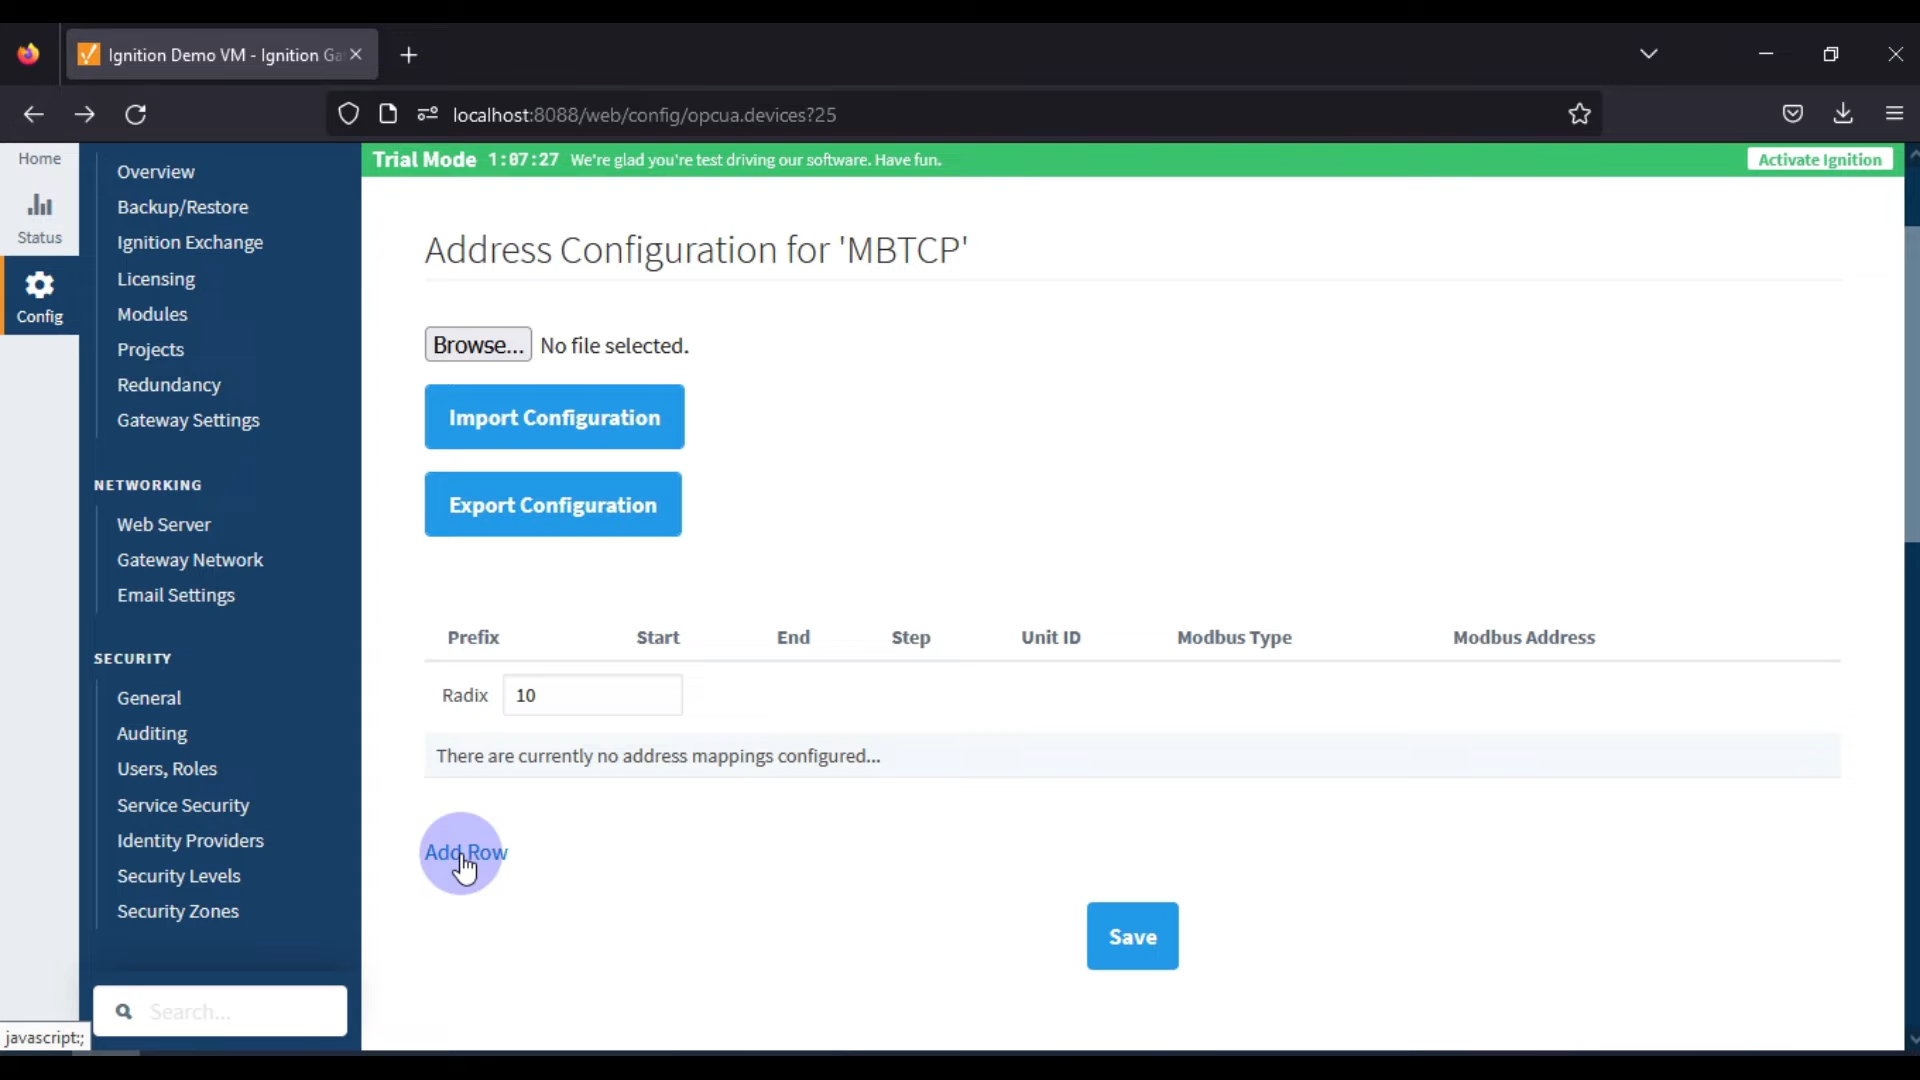 Ignition Demo VM - Ignition Ga
localhost:8088/web/config/opcua.devices?25
Home
Status
Config
Overview
Backup/Restore
Ignition Exchange
Licensing
Modules
Projects
Redundancy
Gateway Settings
NETWORKING
Web Server
Gateway Network
Email Settings
SECURITY
General
Auditing
Users, Roles
Service Security
Identity Providers
Security Levels
Security Zones
Search...
javascript:;
Trial Mode 1:07:27 We're glad you're test driving our software. Have fun. Activate Ignition
Address Configuration for 'MBTCP'
Browse... No file selected.
Import Configuration
Export Configuration
Prefix Start End Step Unit ID Modbus Type Modbus Address
Radix 10
There are currently no address mappings configured...
Add Row
Save